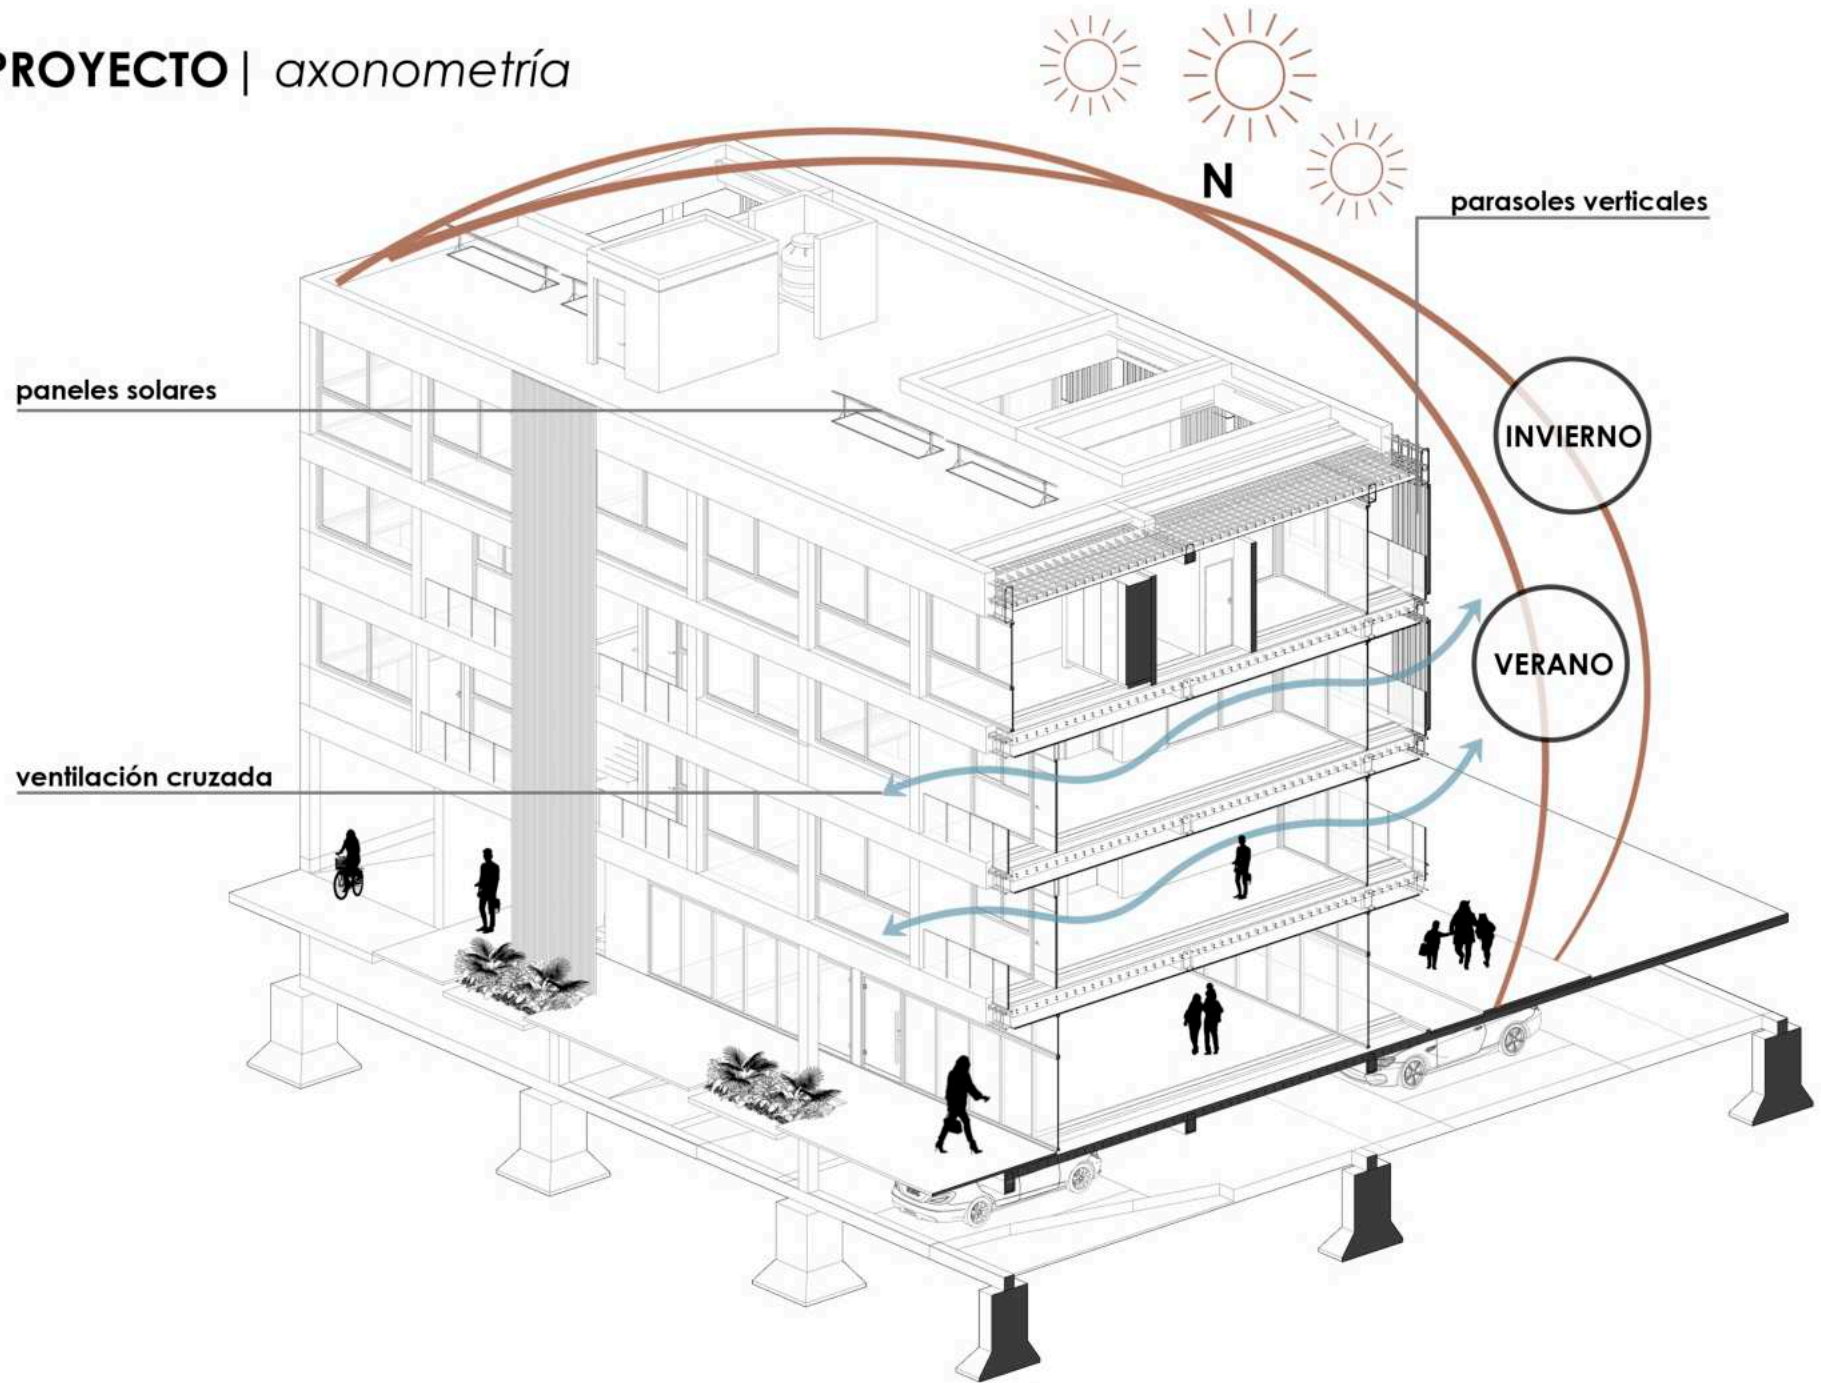 PROYECTO | axonometría
N
parasoles verticales
paneles solares
INVIERNO
VERANO
ventilación cruzada